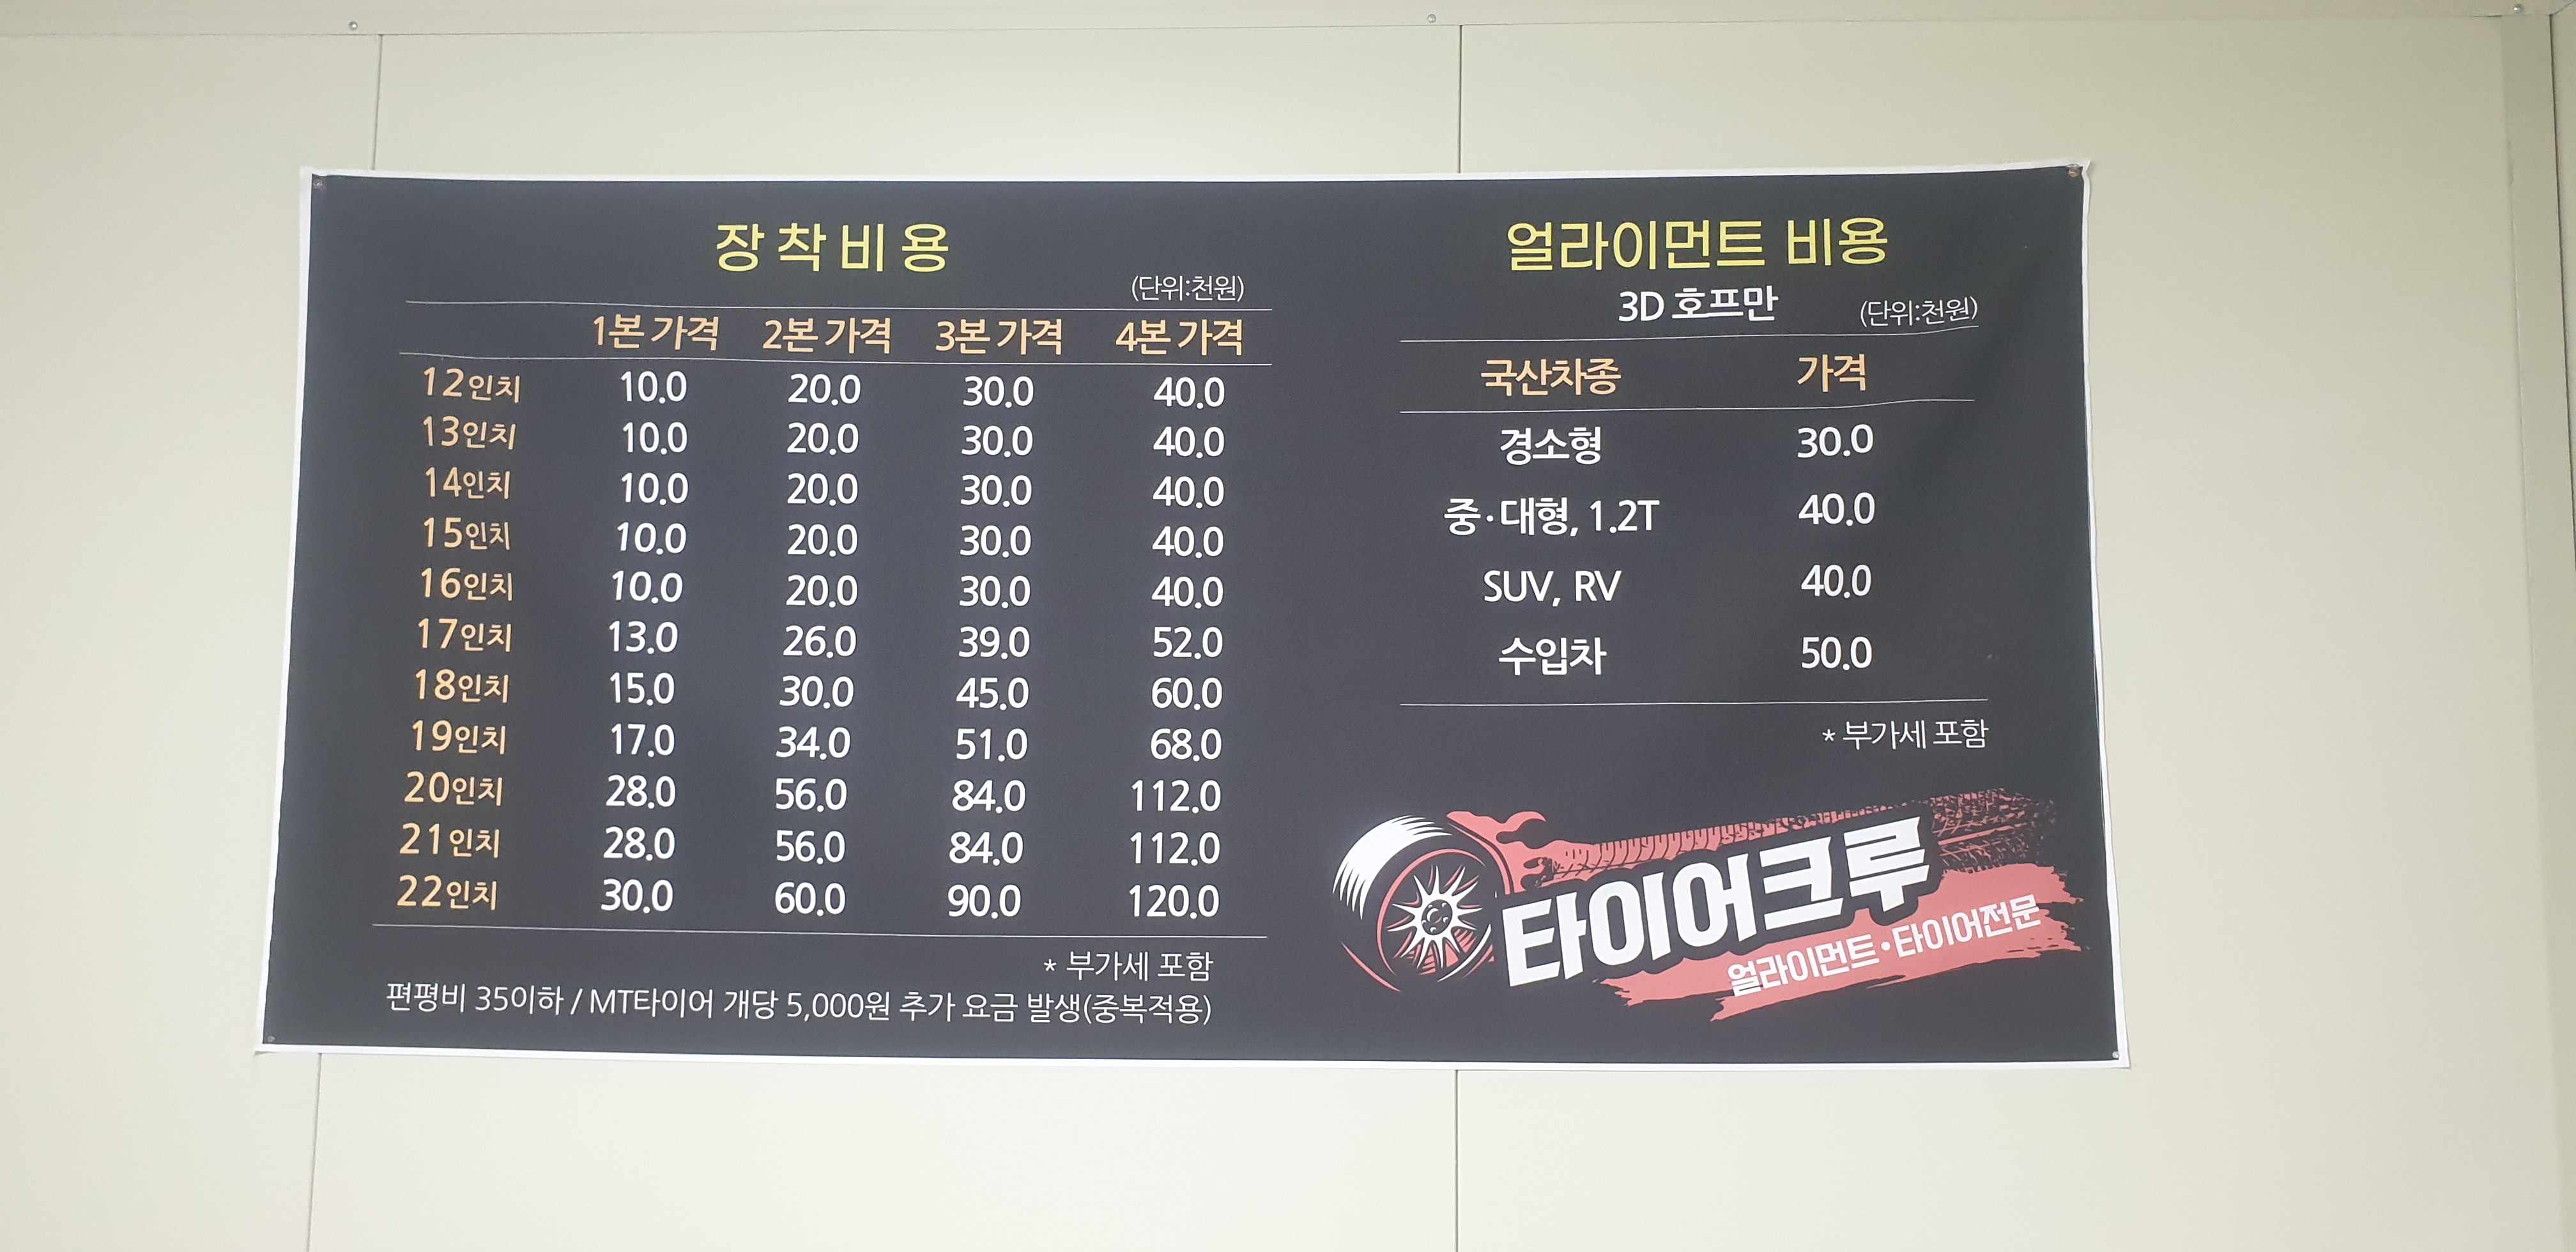 장착비용
(단위:천원)
1본 가격 2본 가격 3본 가격 4본 가격
12인치 10.0 20.0 30.0 40.0
13인치 10.0 20.0 30.0 40.0
14인치 10.0 20.0 30.0 40.0
15인치 10.0 20.0 30.0 40.0
16인치 10.0 20.0 30.0 40.0
17인치 13.0 26.0 39.0 52.0
18인치 15.0 30.0 45.0 60.0
19인치 17.0 34.0 51.0 68.0
20인치 28.0 56.0 84.0 112.0
21인치 28.0 56.0 84.0 112.0
22인치 30.0 60.0 90.0 120.0
* 부가세 포함
편평비 35이하 / MT타이어 개당 5,000원 추가 요금 발생(중복적용)
얼라이먼트 비용
3D 호프만 (단위:천원)
국산차종 가격
경소형 30.0
중·대형, 1.2T 40.0
SUV, RV 40.0
수입차 50.0
* 부가세 포함
타이어크루
얼라이먼트·타이어전문